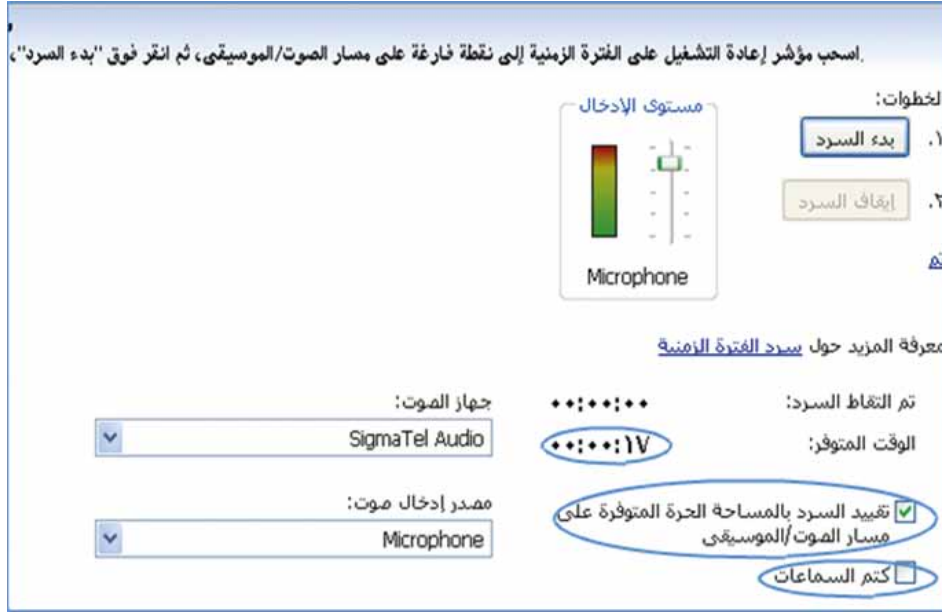 .اسحب مؤشر إعادة التشغيل على الفترة الزمنية إلى نقطة فارغة على مسار الصوت/الموسيقى، ثم انقر فوق "بدء السرد"،
لخطوات:
مستوى الإدخال
١. بدء السرد
٢. إيقاف السرد
تم
Microphone
معرفة المزيد حول سرد الفترة الزمنية
تم التقاط السرد: ٠٠:٠٠:٠٠
جهاز الصوت:
الوقت المتوفر: ٠٠:٠٠:١٧
SigmaTel Audio
مصدر إدخال صوت:
تقييد السرد بالمساحة الحرة المتوفرة على
مسار الصوت/الموسيقى
Microphone
كتم السماعات